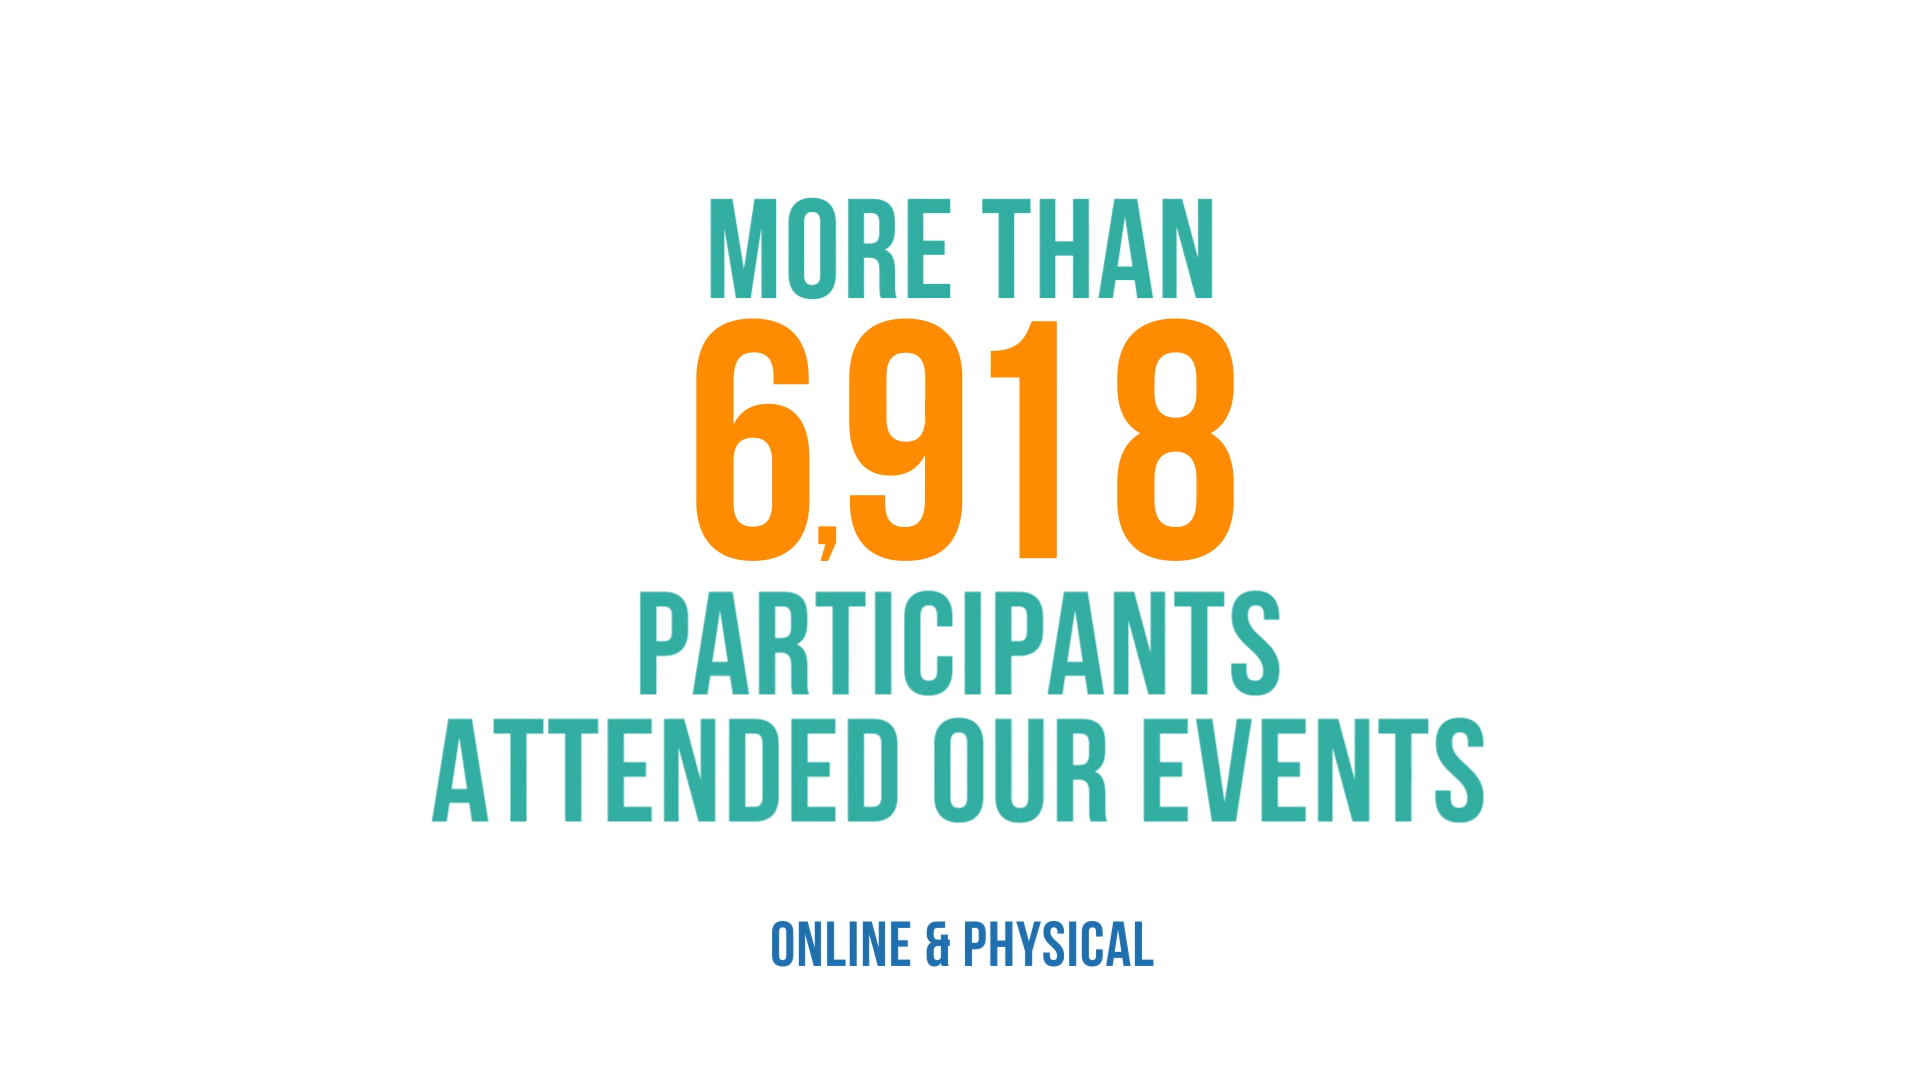 MORE THAN
6,918
PARTICIPANTS
ATTENDED OUR EVENTS
ONLINE & PHYSICAL